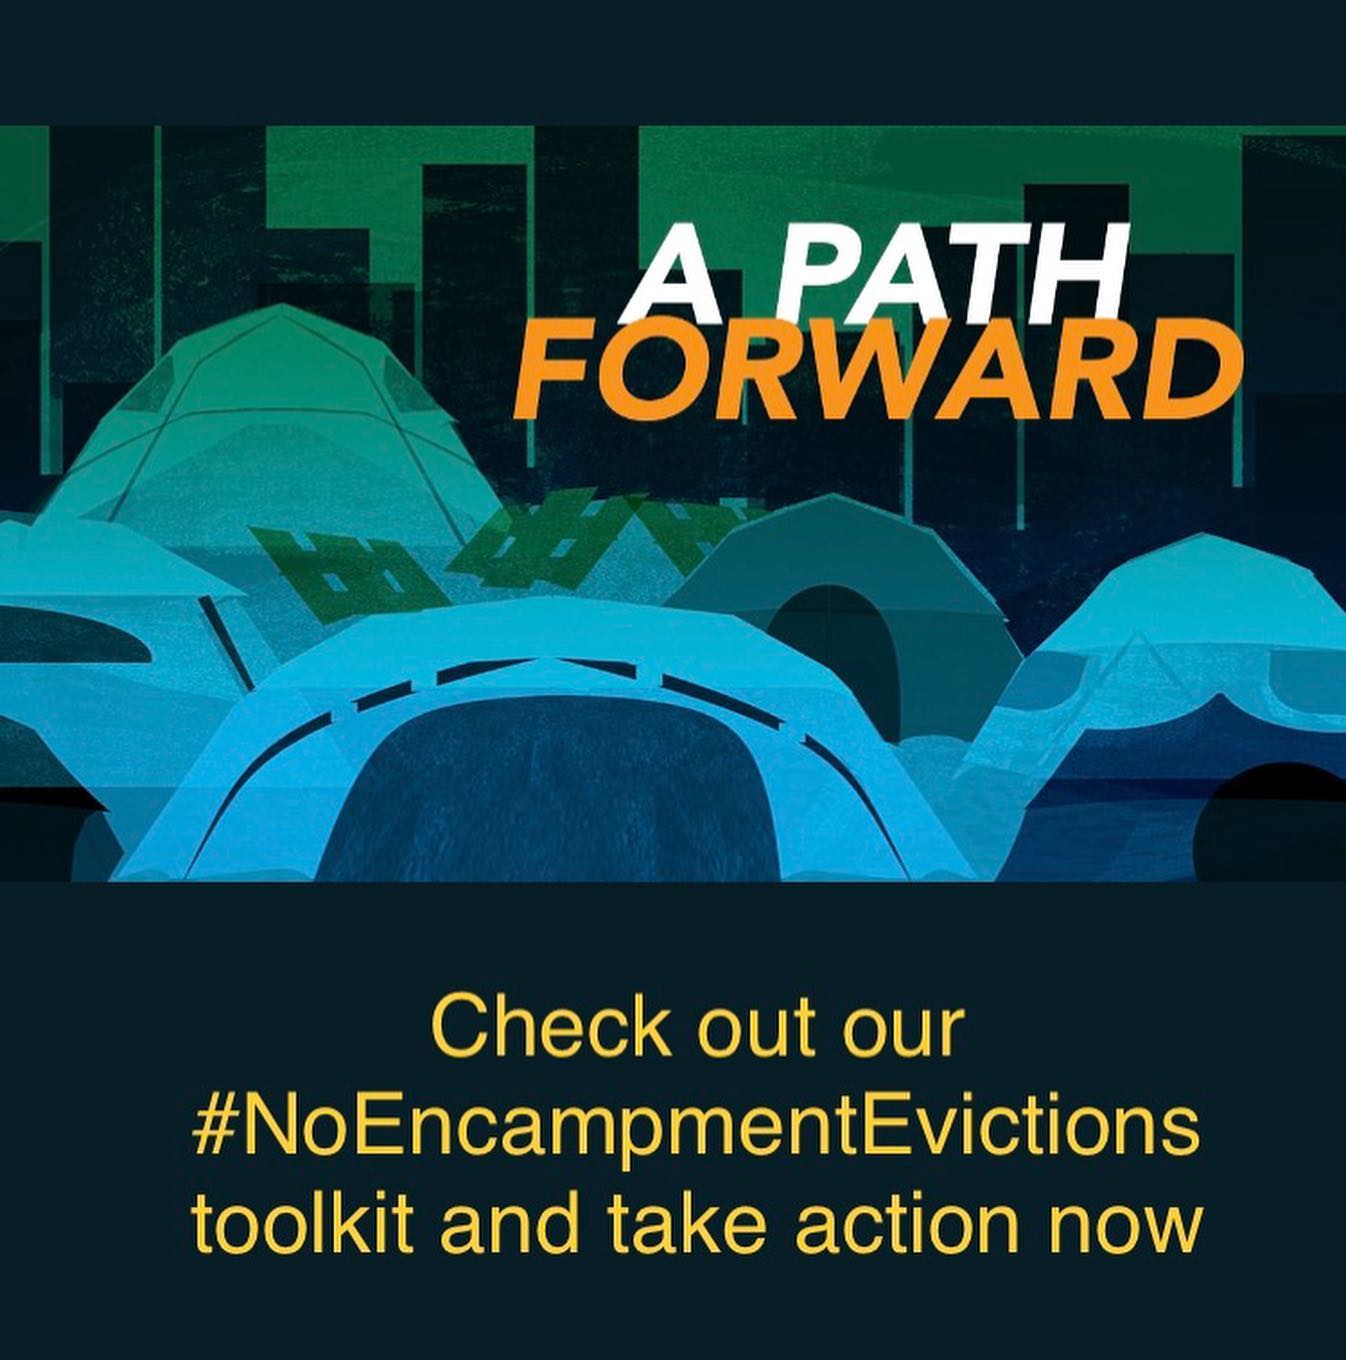 A PATH
FORWARD
Check out our
#NoEncampmentEvictions
toolkit and take action now